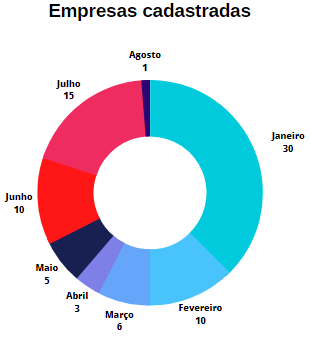 Empresas cadastradas
Agosto
1
Julho
15
Janeiro
30
Junho
10
Maio
5
Abril
3
Março
6
Fevereiro
10